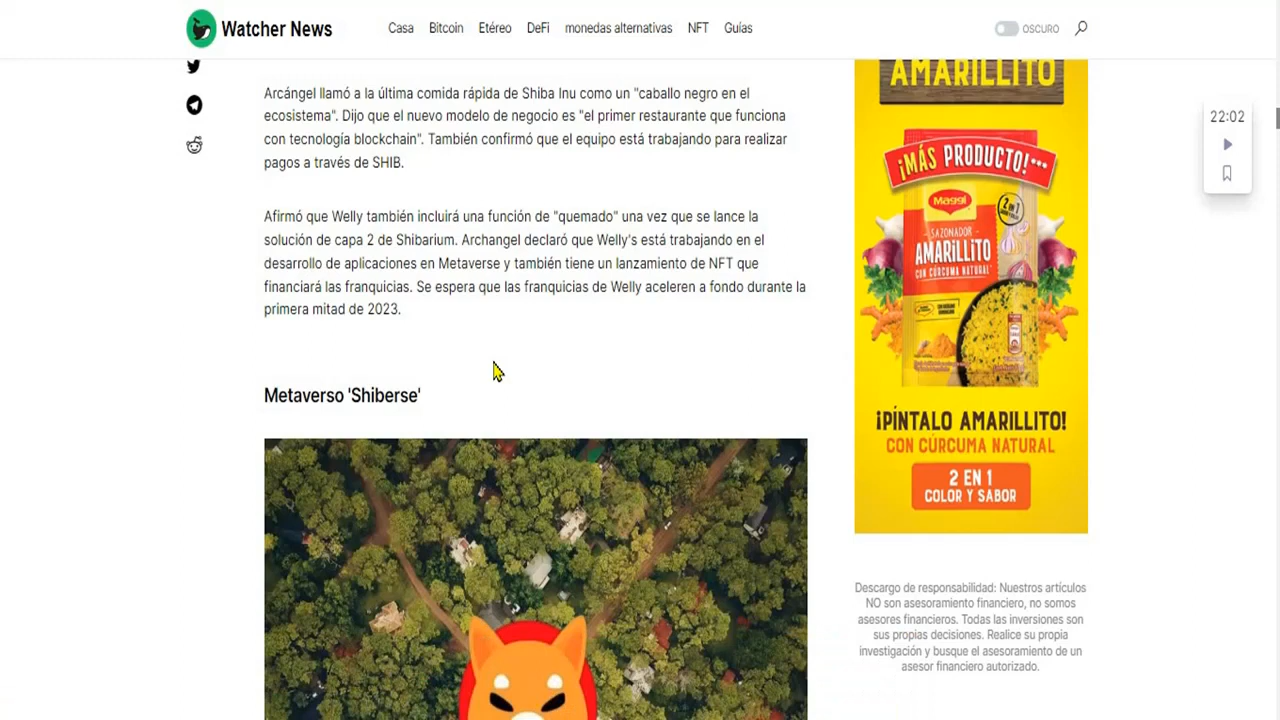 Watcher News
Casa
Bitcoin
Etéreo
DeFi
monedas alternativas
NFT
Guías
OSCURO
Arcángel llamó a la última comida rápida de Shiba Inu como un "caballo negro en el
ecosistema". Dijo que el nuevo modelo de negocio es "el primer restaurante que funciona
con tecnología blockchain". También confirmó que el equipo está trabajando para realizar
pagos a través de SHIB.
Afirmó que Welly también incluirá una función de "quemado" una vez que se lance la
solución de capa 2 de Shibarium. Archangel declaró que Welly's está trabajando en el
desarrollo de aplicaciones en Metaverse y también tiene un lanzamiento de NFT que
financiará las franquicias. Se espera que las franquicias de Welly aceleren a fondo durante la
primera mitad de 2023.
Metaverso 'Shiberse'
AMARILLITO
¡MÁS PRODUCTO!...
Maggi
2 en 1
SAZONADOR
AMARILLITO
CON CÚRCUMA NATURAL
¡PÍNTALO AMARILLITO!
CON CÚRCUMA NATURAL
2 EN 1
COLOR Y SABOR
Descargo de responsabilidad: Nuestros artículos
NO son asesoramiento financiero, no somos
asesores financieros. Todas las inversiones son
sus propias decisiones. Realice su propia
investigación y busque el asesoramiento de un
asesor financiero autorizado.
22:02